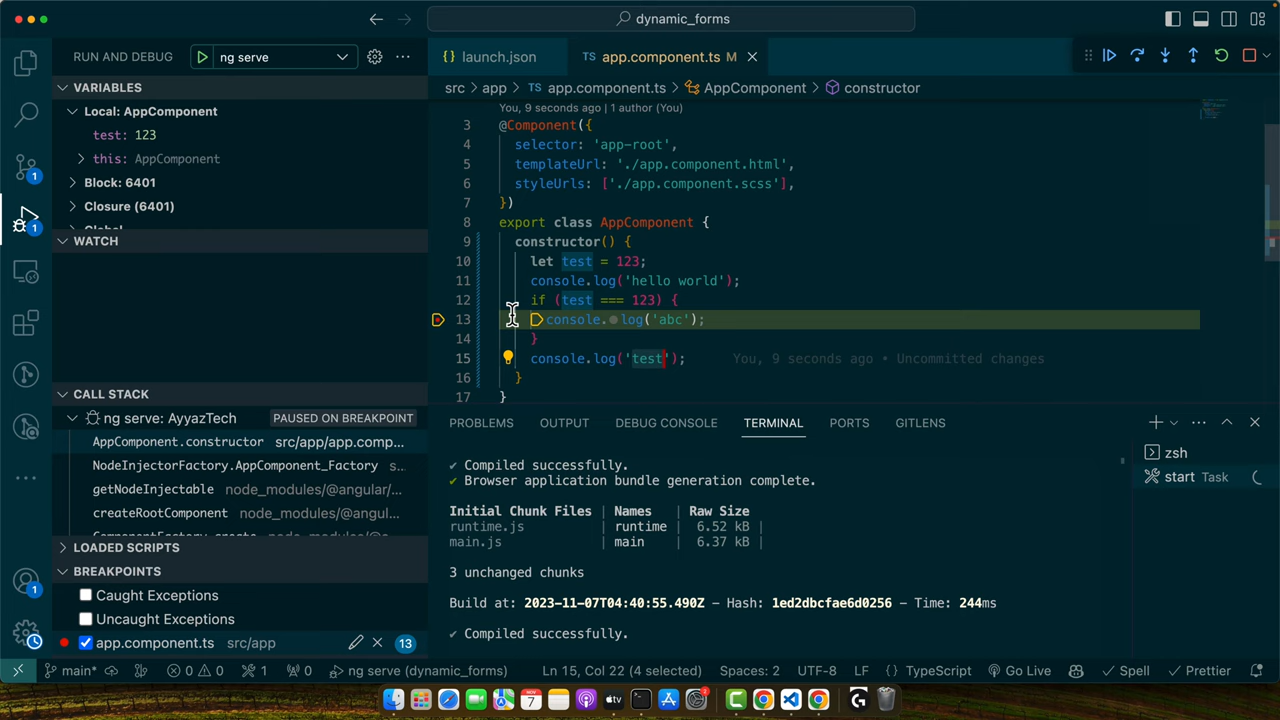 dynamic_forms
RUN AND DEBUG
ng serve
launch.json
TS app.component.ts M
VARIABLES
Local: AppComponent
test: 123
this: AppComponent
Block: 6401
Closure (6401)
WATCH
CALL STACK
ng serve: AyyazTech PAUSED ON BREAKPOINT
AppComponent.constructor src/app/app.comp...
NodeInjectorFactory.AppComponent_Factory s...
getNodeInjectable node_modules/@angular/...
createRootComponent node_modules/@angul...
LOADED SCRIPTS
BREAKPOINTS
Caught Exceptions
Uncaught Exceptions
app.component.ts src/app 13
1
1
1
src > app > TS app.component.ts > AppComponent > constructor
You, 9 seconds ago | 1 author (You)
3 @Component({
4 selector: 'app-root',
5 templateUrl: './app.component.html',
6 styleUrls: ['./app.component.scss'],
7 })
8 export class AppComponent {
9 constructor() {
10 let test = 123;
11 console.log('hello world');
12 if (test === 123) {
13 console.log('abc');
14 }
15 console.log('test'); You, 9 seconds ago • Uncommitted changes
16 }
17 }
PROBLEMS OUTPUT DEBUG CONSOLE TERMINAL PORTS GITLENS
✔ Compiled successfully.
✔ Browser application bundle generation complete.
Initial Chunk Files | Names | Raw Size
runtime.js | runtime | 6.52 kB |
main.js | main | 6.37 kB |
3 unchanged chunks
Build at: 2023-11-07T04:40:55.490Z - Hash: 1ed2dbcfae6d0256 - Time: 244ms
✔ Compiled successfully.
zsh
start Task
main* 0 0 1 0 ng serve (dynamic_forms) Ln 15, Col 22 (4 selected) Spaces: 2 UTF-8 LF { } TypeScript Go Live Spell Prettier